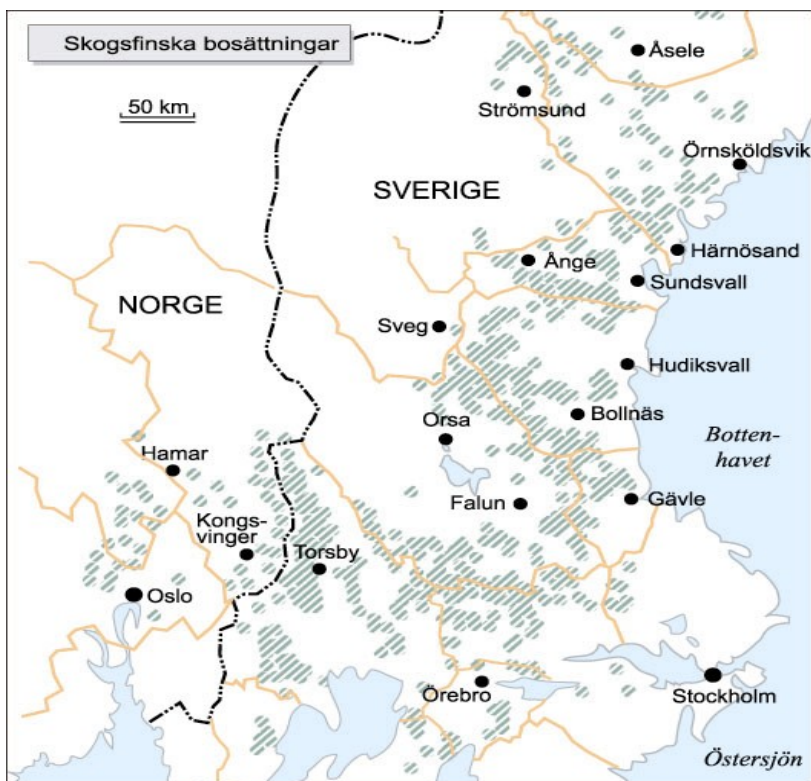 Skogsfinska bosättningar
50 km
Åsele
Strömsund
Örnsköldsvik
SVERIGE
Härnösand
Ånge
Sundsvall
NORGE
Sveg
Hudiksvall
Orsa
Bollnäs
Botten-
havet
Hamar
Falun
Gävle
Kongs-
vinger
Torsby
Oslo
Örebro
Stockholm
Östersjön